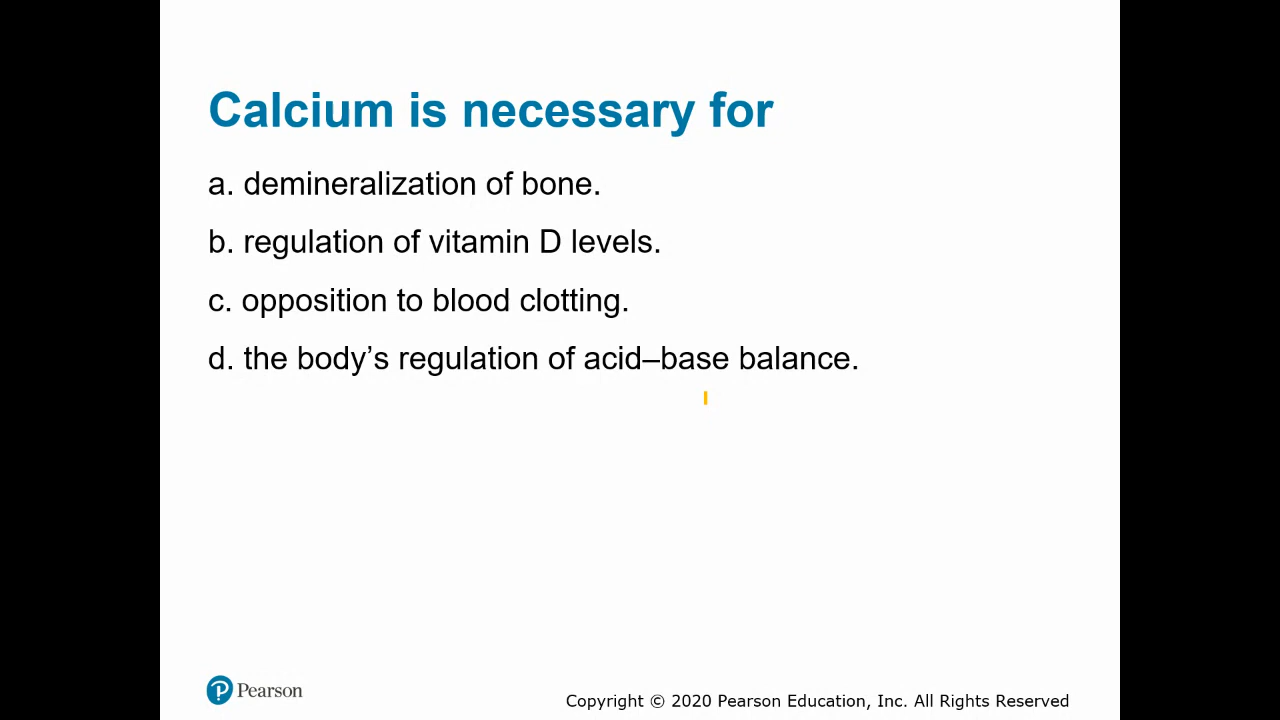 Calcium is necessary for
a. demineralization of bone.
b. regulation of vitamin D levels.
c. opposition to blood clotting.
d. the body’s regulation of acid–base balance.
Pearson
Copyright © 2020 Pearson Education, Inc. All Rights Reserved